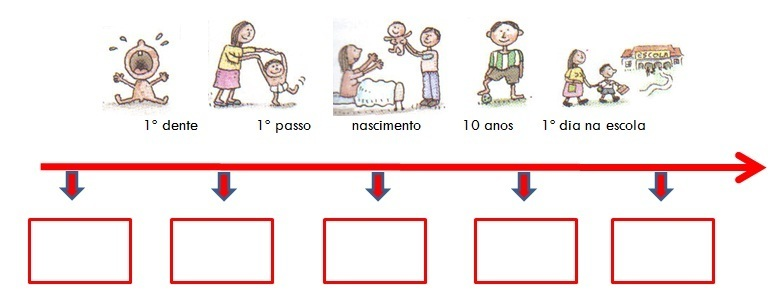 ESCOLA
1° dente 1° passo nascimento 10 anos 1° dia na escola